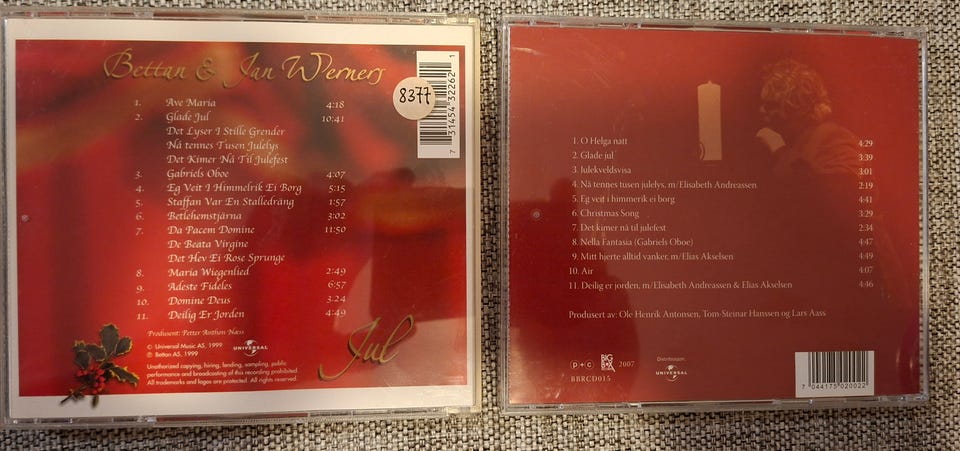 Bettan & Jan Werners
8377
7 31454 32262 1
1. Ave Maria 4:18
2. Glade Jul 10:41
Det Lyser I Stille Grender
Nå tennes Tusen Julelys
Det Kimer Nå Til Julefest
3. Gabriels Oboe 4:07
4. Eg Veit I Himmelrik Ei Borg 5:15
5. Staffan Var En Stalledräng 1:57
6. Betlehemstjärna 3:02
7. Da Pacem Domine 11:50
De Beata Virgine
Det Hev Ei Rose Sprunge
8. Maria Wiegenlied 2:49
9. Adeste Fideles 6:57
10. Domine Deus 3:24
11. Deilig Er Jorden 4:49
Produsent: Petter Anthon Næss
© Universal Music AS, 1999
℗ Bettan AS, 1999
UNIVERSAL
Unauthorized copying, hiring, lending, sampling, public
performance and broadcasting of this recording prohibited.
All trademarks and logos are protected. All rights reserved.
Jul
1. O Helga natt 4:29
2. Glade jul 3:39
3. Julekveldsvisa 3:01
4. Nå tennes tusen julelys, m/Elisabeth Andreassen 2:19
5. Eg veit i himmerik ei borg 4:41
6. Christmas Song 3:29
7. Det kimer nå til julefest 2:34
8. Nella Fantasia (Gabriels Oboe) 4:47
9. Mitt hjerte alltid vanker, m/Elias Akselsen 4:49
10. Air 4:07
11. Deilig er jorden, m/Elisabeth Andreassen & Elias Akselsen 4:46
Produsert av: Ole Henrik Antonsen, Tom-Steinar Hanssen og Lars Aass
p+c
BIG BOX
2007
BBRCD015
Distribusjon:
UNIVERSAL
7 044175 020022